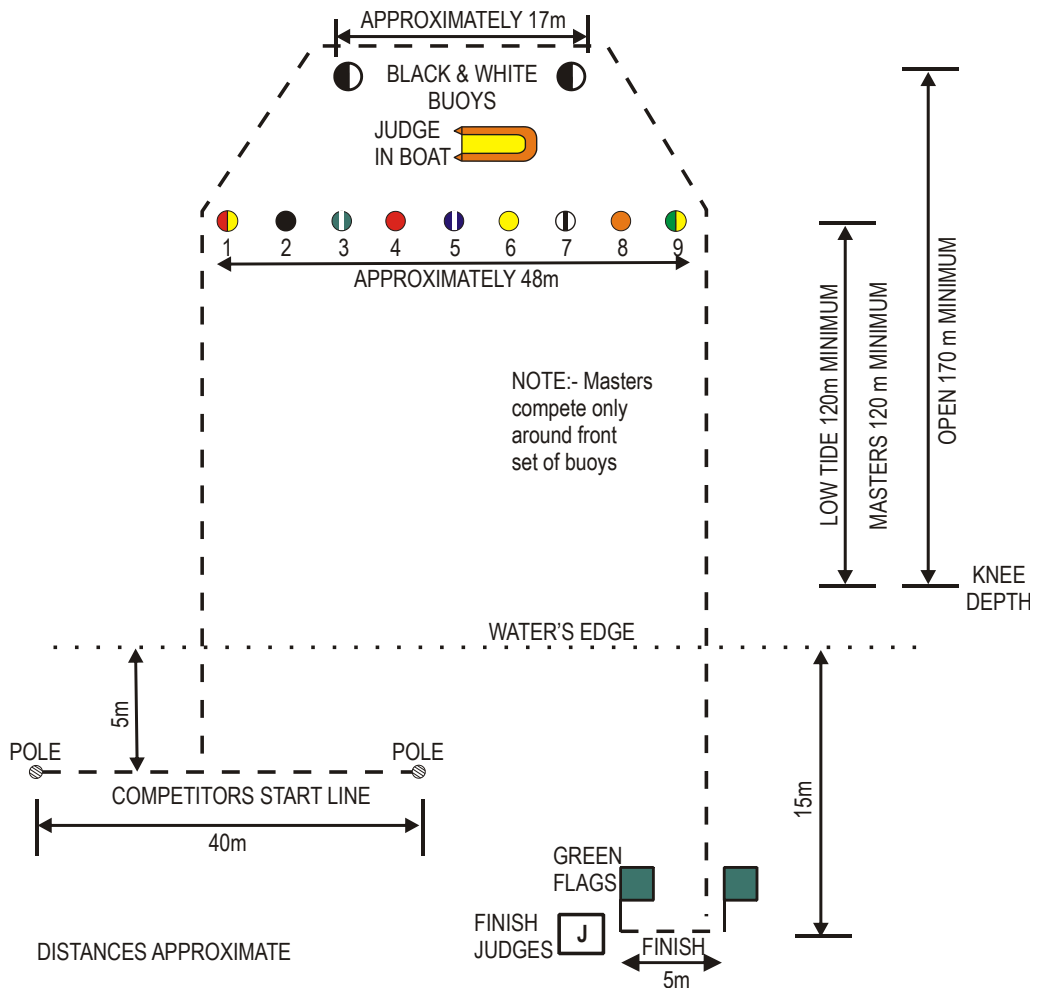 APPROXIMATELY 17m
BLACK & WHITE
BUOYS
JUDGE
IN BOAT
1 2 3 4 5 6 7 8 9
APPROXIMATELY 48m
NOTE:- Masters
compete only
around front
set of buoys
LOW TIDE 120m MINIMUM
MASTERS 120 m MINIMUM
OPEN 170 m MINIMUM
KNEE
DEPTH
WATER'S EDGE
5m
POLE
POLE
COMPETITORS START LINE
40m
15m
GREEN
FLAGS
FINISH
JUDGES
J
FINISH
5m
DISTANCES APPROXIMATE